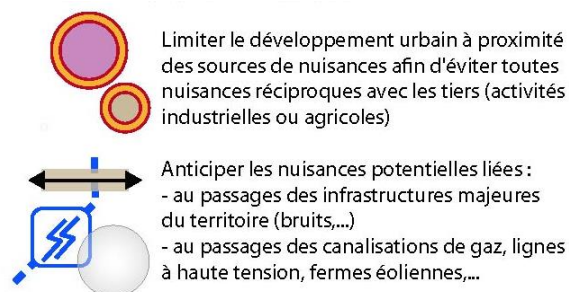 Limiter le développement urbain à proximité
des sources de nuisances afin d'éviter toutes
nuisances réciproques avec les tiers (activités
industrielles ou agricoles)
Anticiper les nuisances potentielles liées :
- au passages des infrastructures majeures
du territoire (bruits,...)
- au passages des canalisations de gaz, lignes
à haute tension, fermes éoliennes,...